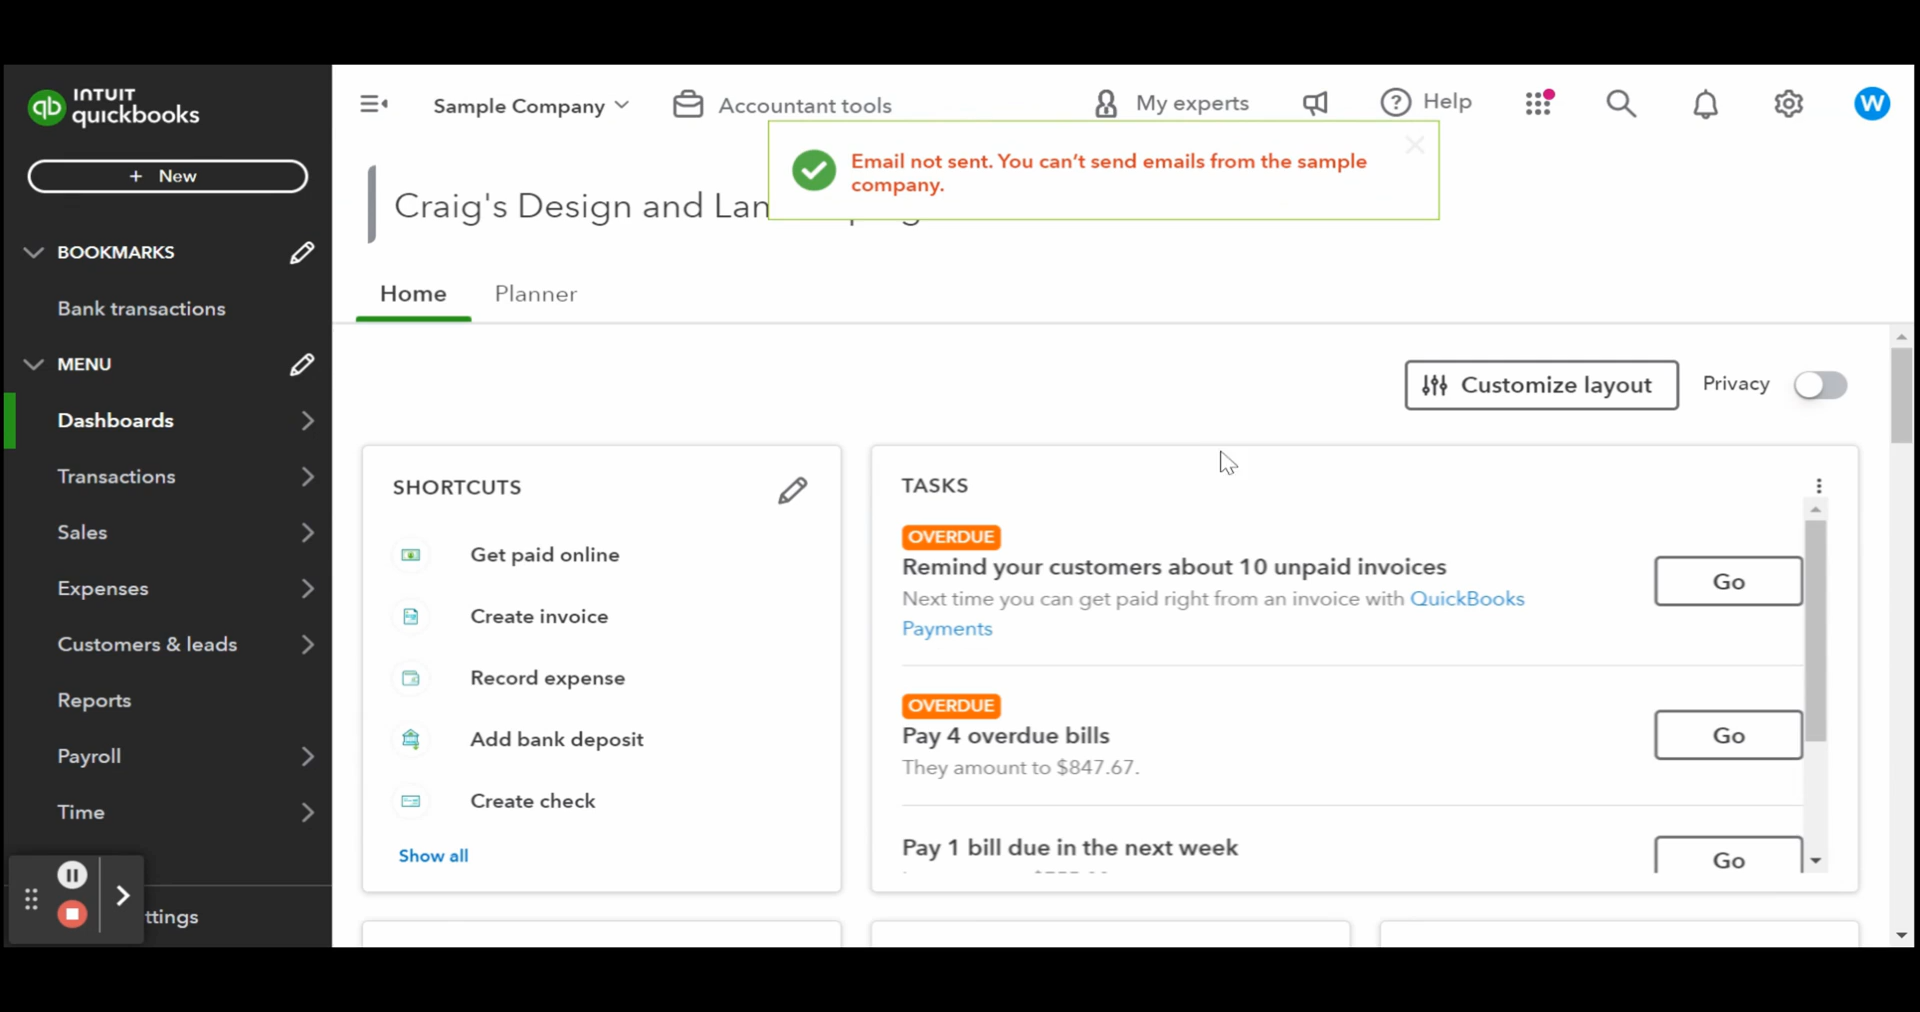 INTUIT
qb quickbooks
Sample Company
Accountant tools
My experts
Help
W
+ New
Email not sent. You can't send emails from the sample
company.
Craig's Design and Lan
BOOKMARKS
Bank transactions
MENU
Dashboards
Transactions
Sales
Expenses
Customers & leads
Reports
Payroll
Time
ttings
Home
Planner
Customize layout
Privacy
SHORTCUTS
Get paid online
Create invoice
Record expense
Add bank deposit
Create check
Show all
TASKS
OVERDUE
Remind your customers about 10 unpaid invoices
Next time you can get paid right from an invoice with QuickBooks
Payments
Go
OVERDUE
Pay 4 overdue bills
They amount to $847.67.
Go
Pay 1 bill due in the next week
Go